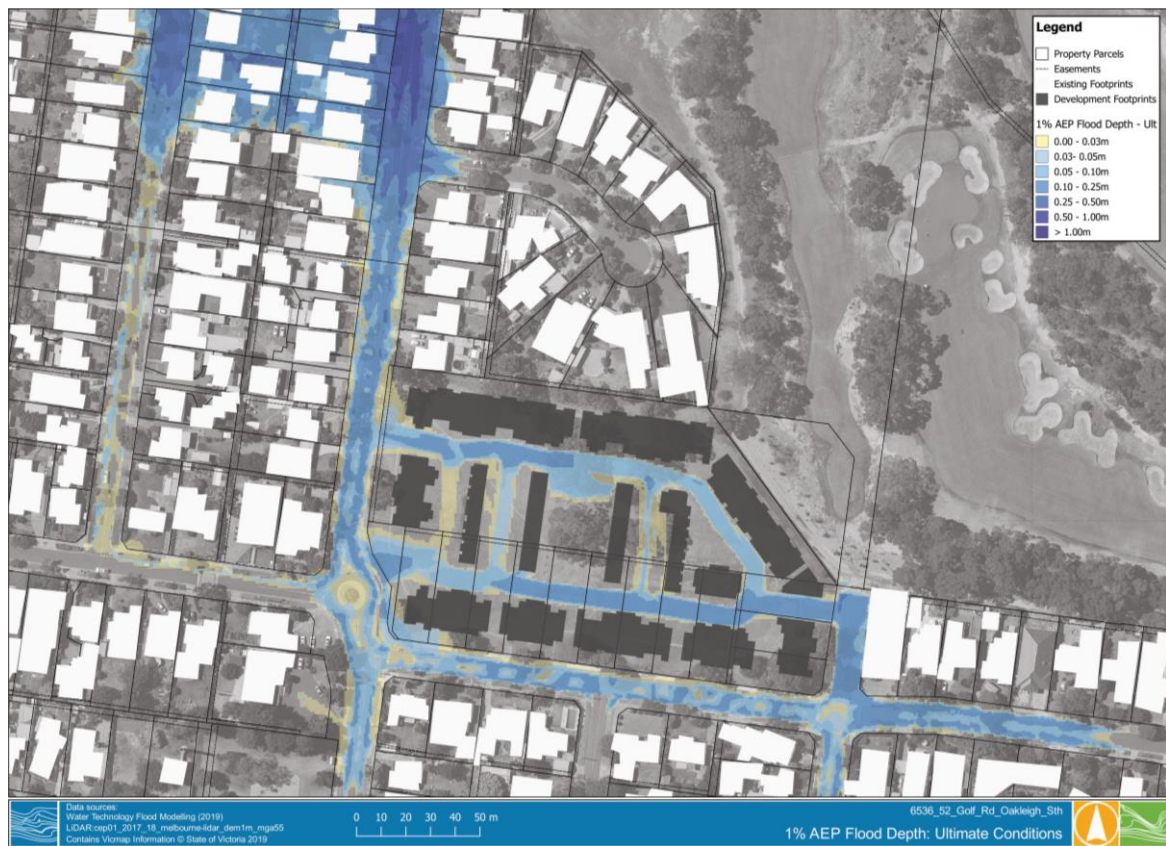 Legend
Property Parcels
Easements
Existing Footprints
Development Footprints
1% AEP Flood Depth - Ult
0.00 - 0.03m
0.03- 0.05m
0.05 - 0.10m
0.10 - 0.25m
0.25 - 0.50m
0.50 - 1.00m
> 1.00m
Data sources:
Water Technology Flood Modelling (2019)
LiDAR:cep01_2017_18_melbourne-lidar_dem1m_mga55
Contains Vicmap Information © State of Victoria 2019
0 10 20 30 40 50 m
6536_52_Golf_Rd_Oakleigh_Sth
1% AEP Flood Depth: Ultimate Conditions